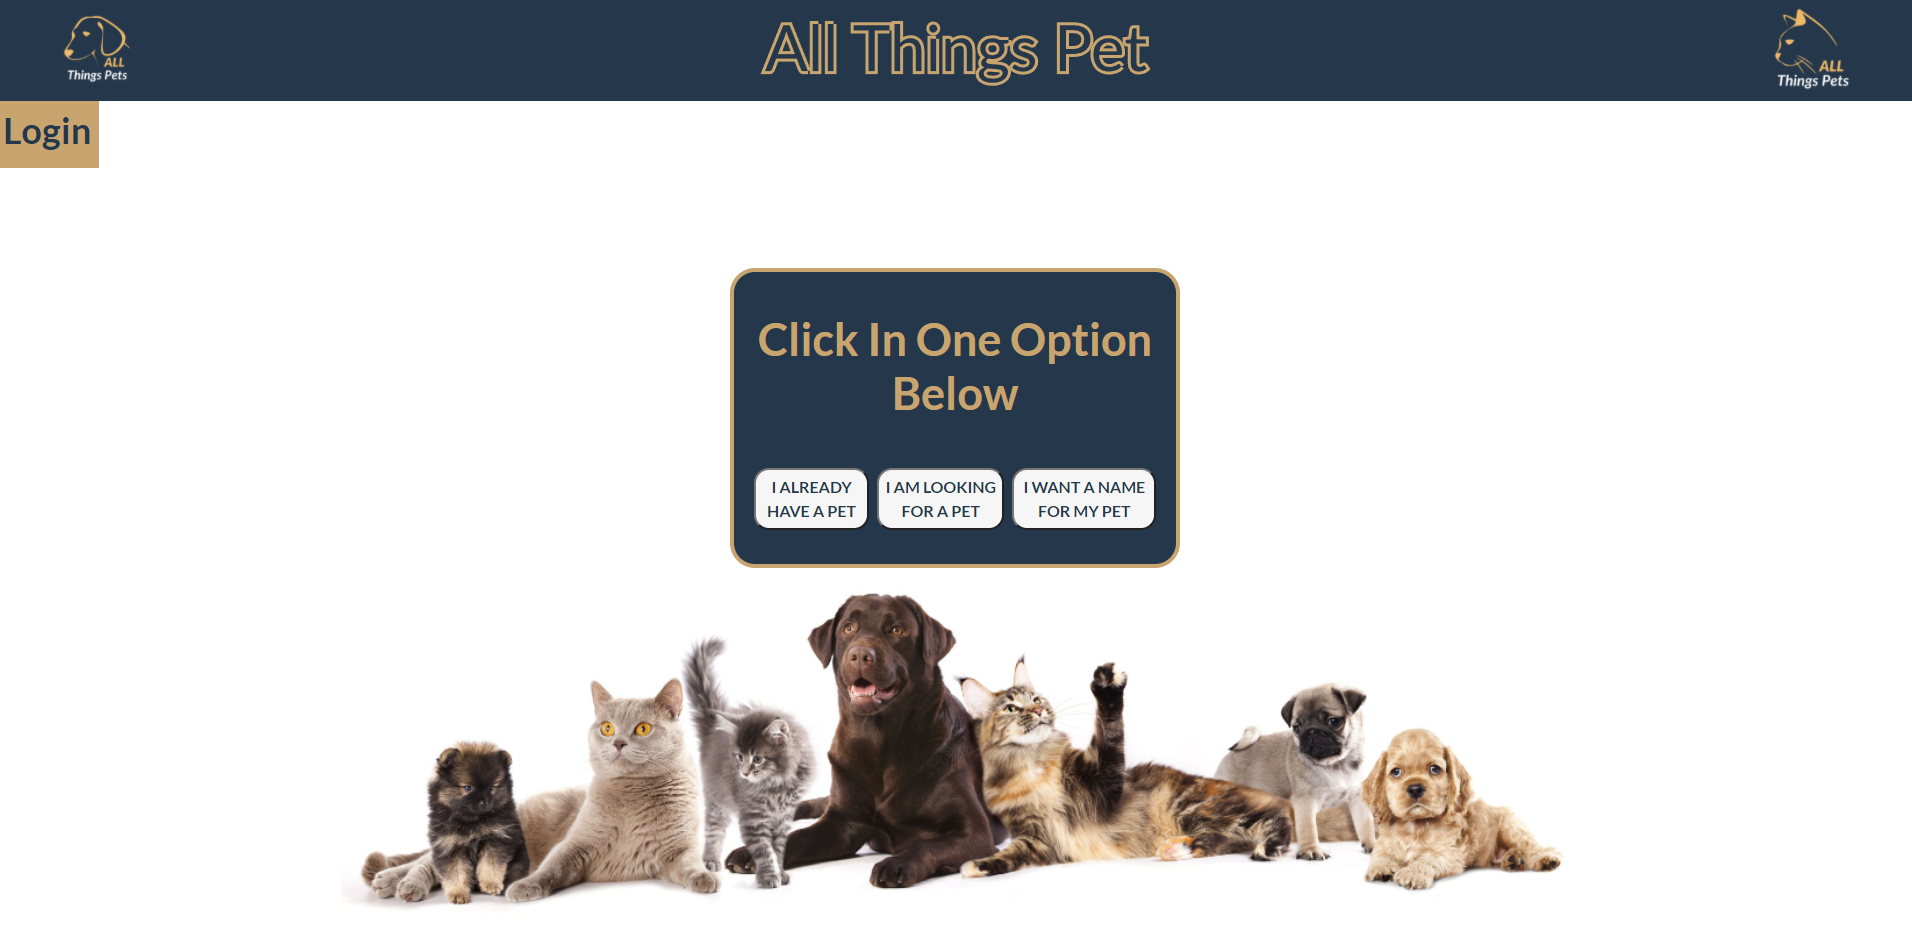 ALL
Things Pets
All Things Pet
ALL
Things Pets
Login
Click In One Option
Below
I ALREADY
HAVE A PET
I AM LOOKING
FOR A PET
I WANT A NAME
FOR MY PET